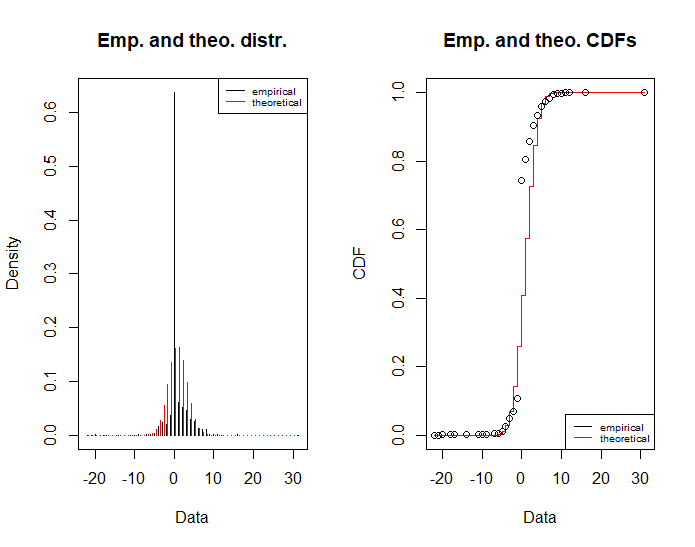 Emp. and theo. distr.
empirical
theoretical
Density
0.0 0.1 0.2 0.3 0.4 0.5 0.6
-20 -10 0 10 20 30
Data
Emp. and theo. CDFs
CDF
0.0 0.2 0.4 0.6 0.8 1.0
empirical
theoretical
-20 -10 0 10 20 30
Data